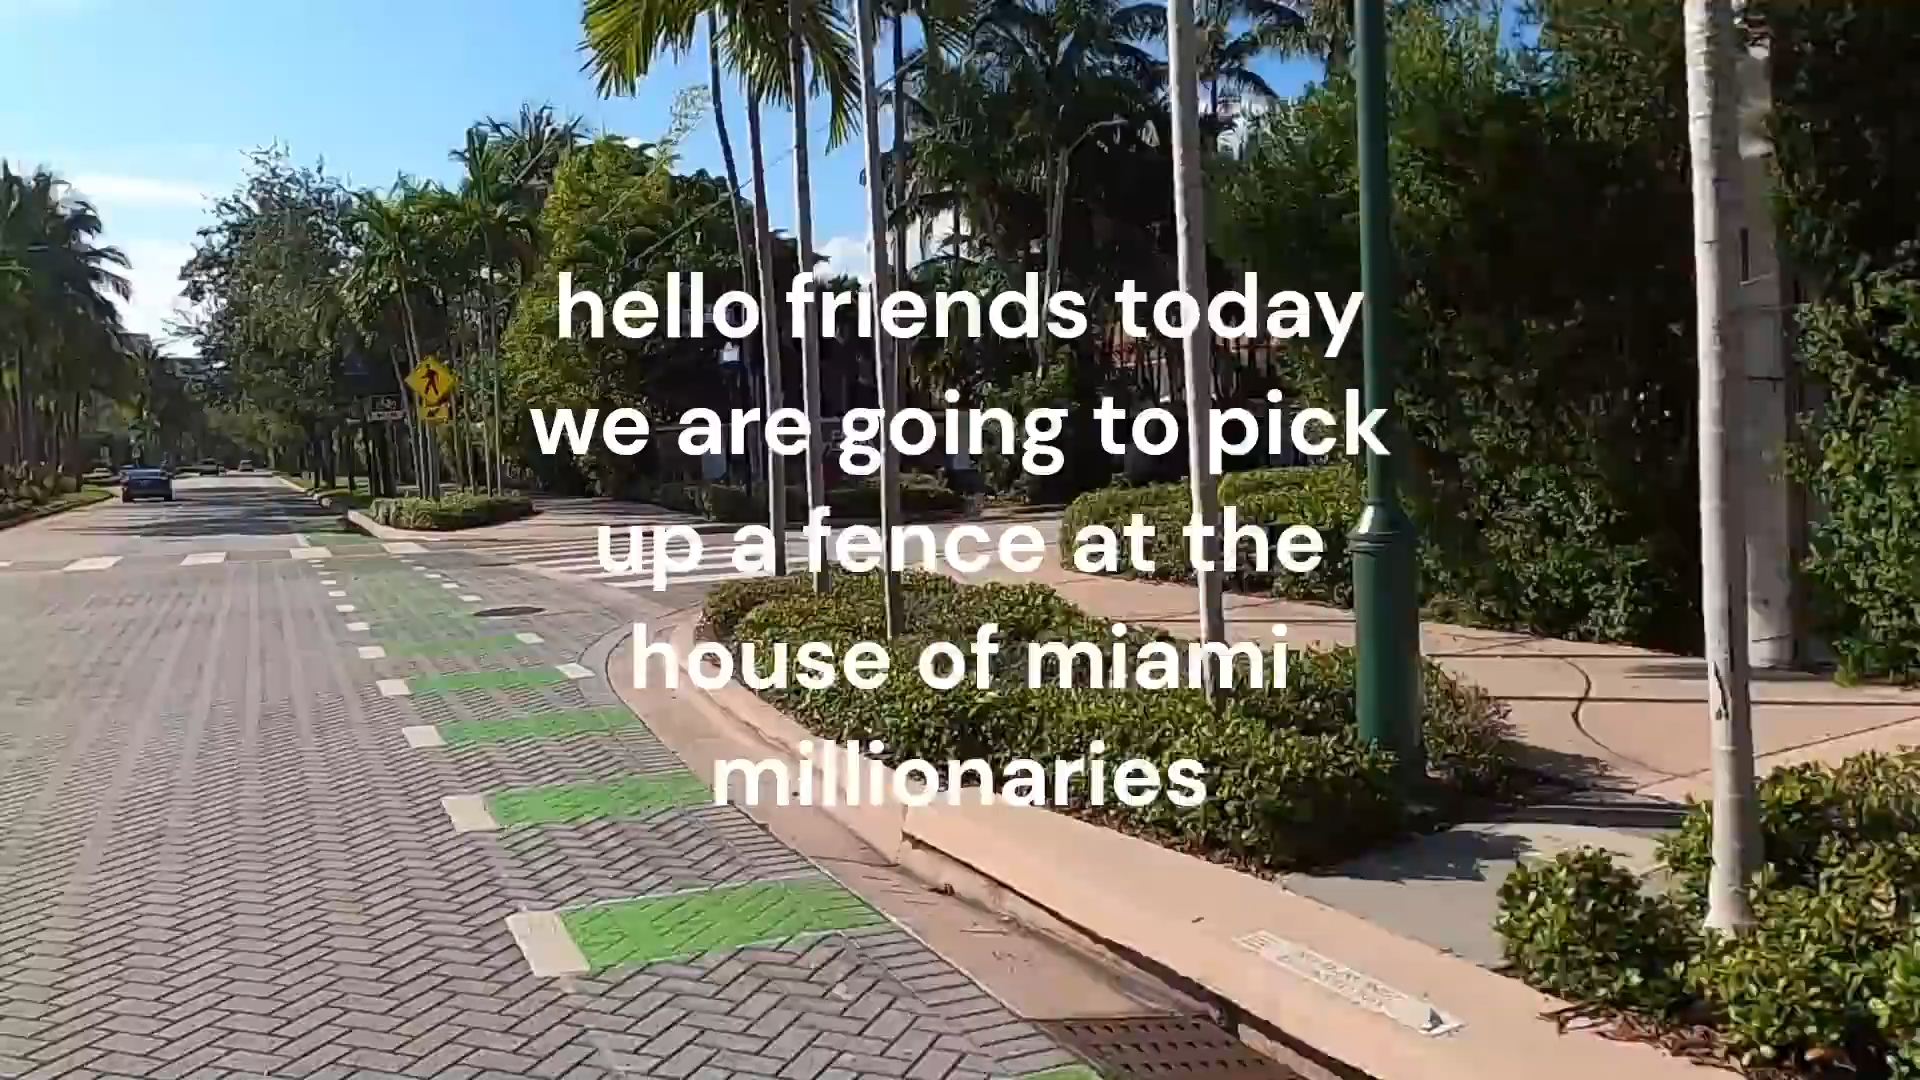 hello friends today
we are going to pick
up a fence at the
house of miami
millionaries